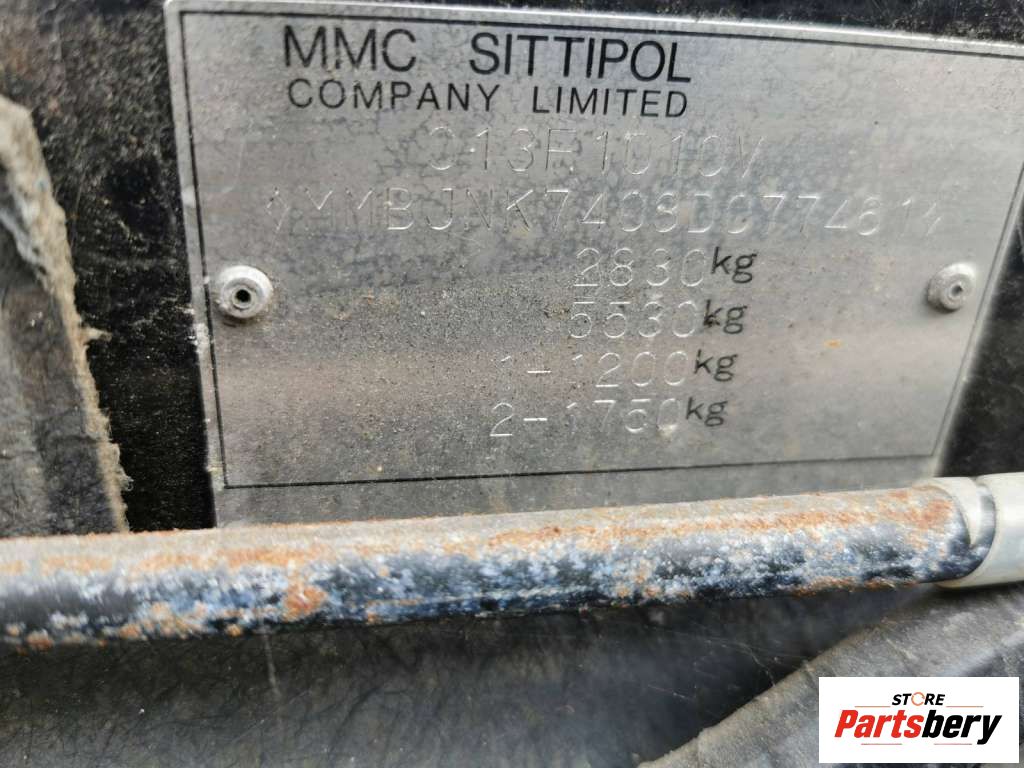 MMC SITTIPOL
COMPANY LIMITED
2830kg
5530kg
1-1200kg
2-1750kg
STORE
Partsbery